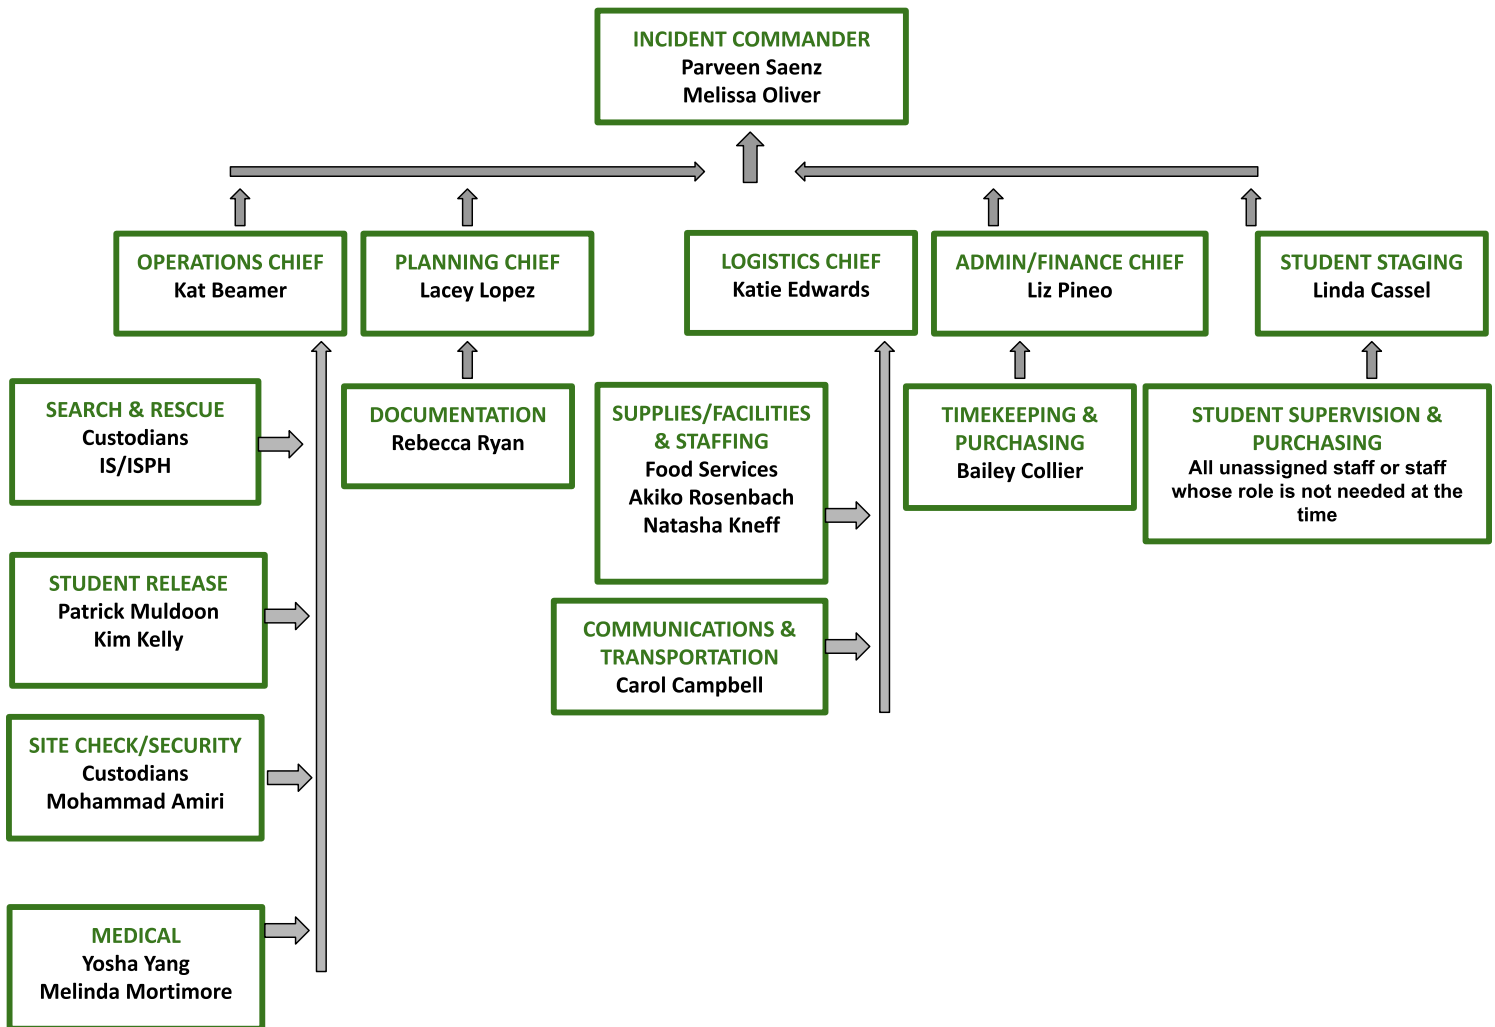 INCIDENT COMMANDER
Parveen Saenz
Melissa Oliver
OPERATIONS CHIEF
Kat Beamer
PLANNING CHIEF
Lacey Lopez
LOGISTICS CHIEF
Katie Edwards
ADMIN/FINANCE CHIEF
Liz Pineo
STUDENT STAGING
Linda Cassel
SEARCH & RESCUE
Custodians
IS/ISPH
DOCUMENTATION
Rebecca Ryan
SUPPLIES/FACILITIES
& STAFFING
Food Services
Akiko Rosenbach
Natasha Kneff
TIMEKEEPING &
PURCHASING
Bailey Collier
STUDENT SUPERVISION &
PURCHASING
All unassigned staff or staff
whose role is not needed at the
time
STUDENT RELEASE
Patrick Muldoon
Kim Kelly
COMMUNICATIONS &
TRANSPORTATION
Carol Campbell
SITE CHECK/SECURITY
Custodians
Mohammad Amiri
MEDICAL
Yosha Yang
Melinda Mortimore